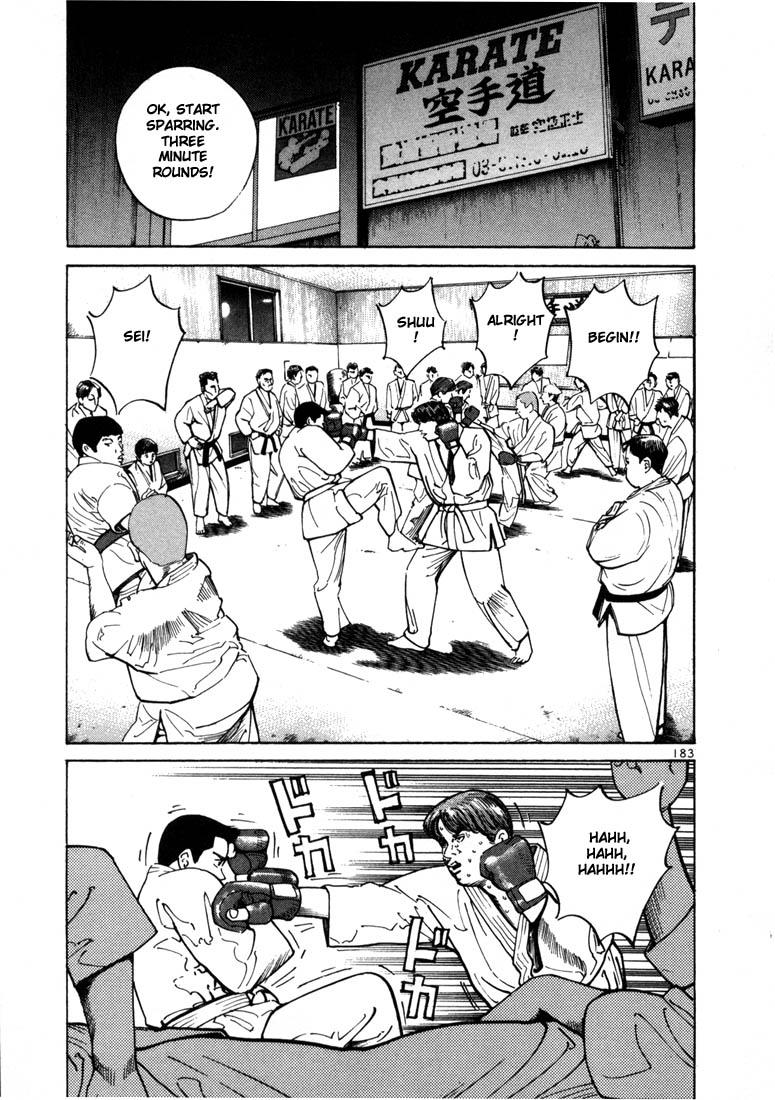 OK, START
SPARRING.
THREE
MINUTE
ROUNDS!
KARATE
KARATE
空手道
テ
KARA
SEI!
SHUU
!
ALRIGHT
!
BEGIN!!
183
ドカ
ドカ
ドカ
HAHH,
HAHH,
HAHHH!!